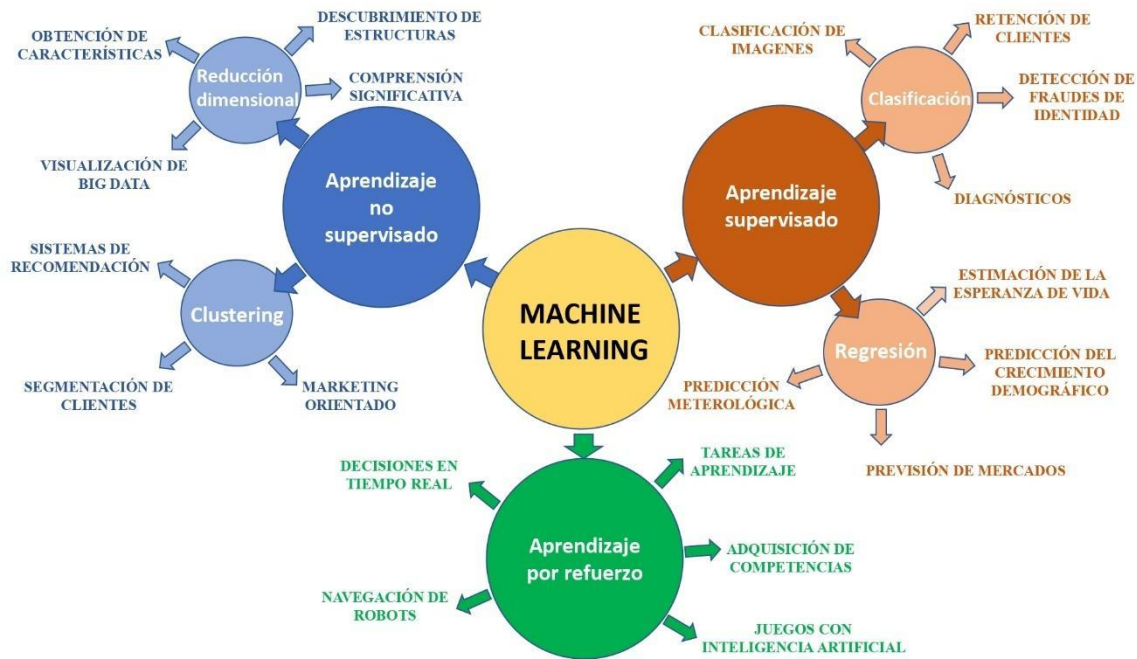 OBTENCIÓN DE
CARACTERÍSTICAS
DESCUBRIMIENTO
DE ESTRUCTURAS
Reducción
dimensional
COMPRENSIÓN
SIGNIFICATIVA
VISUALIZACIÓN DE
BIG DATA
Aprendizaje
no
supervisado
SISTEMAS DE
RECOMENDACIÓN
Clustering
SEGMENTACIÓN DE
CLIENTES
MARKETING
ORIENTADO
MACHINE
LEARNING
Aprendizaje
supervisado
CLASIFICACIÓN DE
IMAGENES
RETENCIÓN DE
CLIENTES
Clasificación
DETECCIÓN DE
FRAUDES DE
IDENTIDAD
DIAGNÓSTICOS
ESTIMACIÓN DE LA
ESPERANZA DE VIDA
Regresión
PREDICCIÓN DEL
CRECIMIENTO
DEMOGRÁFICO
PREDICCIÓN
METEROLÓGICA
PREVISIÓN DE MERCADOS
DECISIONES EN
TIEMPO REAL
TAREAS DE
APRENDIZAJE
Aprendizaje
por refuerzo
ADQUISICIÓN DE
COMPETENCIAS
NAVEGACIÓN DE
ROBOTS
JUEGOS CON
INTELIGENCIA ARTIFICIAL